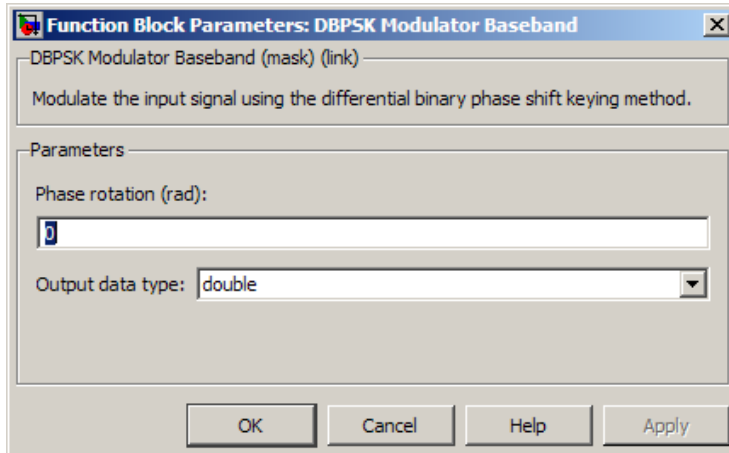 Function Block Parameters: DBPSK Modulator Baseband
DBPSK Modulator Baseband (mask) (link)
Modulate the input signal using the differential binary phase shift keying method.
Parameters
Phase rotation (rad):
0
Output data type: double
OK Cancel Help Apply